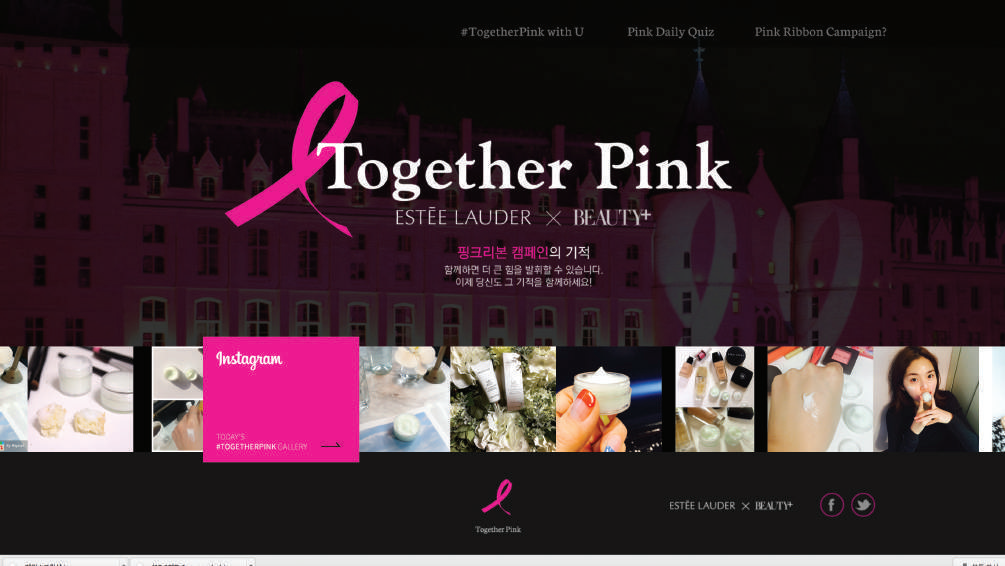 #TogetherPink with U
Pink Daily Quiz
Pink Ribbon Campaign?
Together Pink
ESTĒE LAUDER × BEAUTY+
핑크리본 캠페인의 기적
함께하면 더 큰 힘을 발휘할 수 있습니다.
이제 당신도 그 기적을 함께하세요!
Instagram
TODAY'S
#TOGETHERPINK GALLERY
Together Pink
ESTĒE LAUDER × BEAUTY+
f